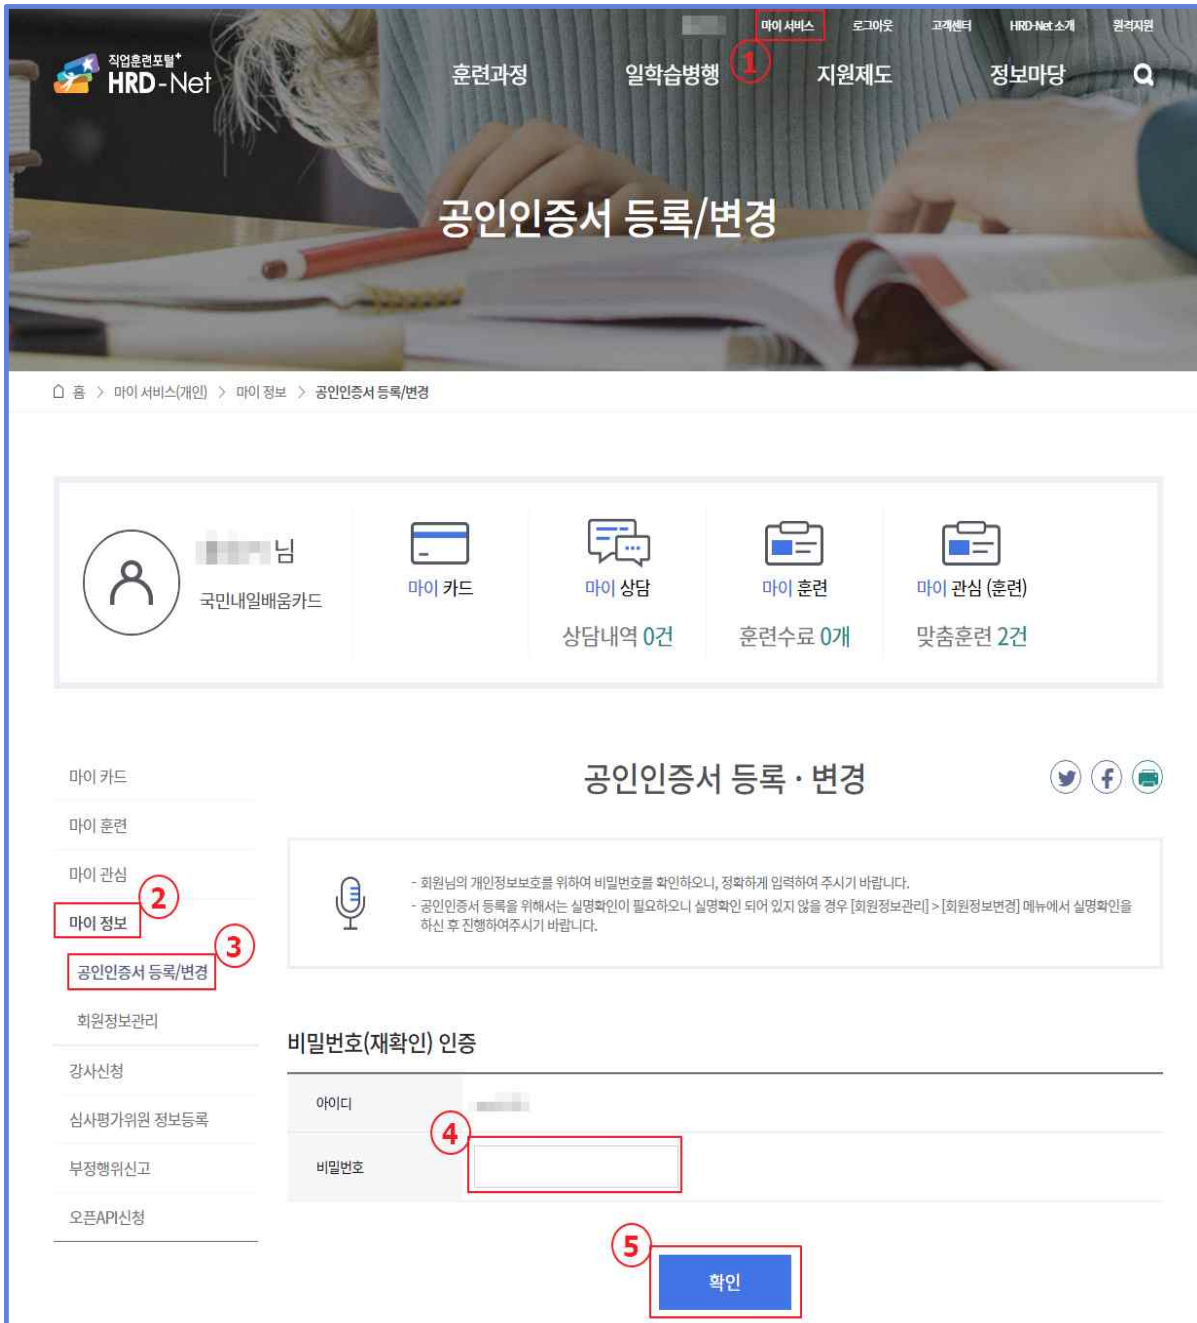 마이 서비스 로그아웃 고객센터 HRD-Net 소개 원격지원
직업훈련포털+
HRD-Net
훈련과정 일학습병행 ① 지원제도 정보마당
공인인증서 등록/변경
홈 > 마이 서비스(개인) > 마이 정보 > 공인인증서 등록/변경
님
국민내일배움카드
마이 카드
마이 상담
상담내역 0건
마이 훈련
훈련수료 0개
마이 관심 (훈련)
맞춤훈련 2건
마이 카드
마이 훈련
마이 관심
②
마이 정보
③
공인인증서 등록/변경
회원정보관리
강사신청
심사평가위원 정보등록
부정행위신고
오픈API신청
공인인증서 등록 · 변경
- 회원님의 개인정보보호를 위하여 비밀번호를 확인하오니, 정확하게 입력하여 주시기 바랍니다.
- 공인인증서 등록을 위해서는 실명확인이 필요하오니 실명확인 되어 있지 않을 경우 [회원정보관리] > [회원정보변경] 메뉴에서 실명확인을
하신 후 진행하여주시기 바랍니다.
비밀번호(재확인) 인증
아이디
④
비밀번호
⑤
확인